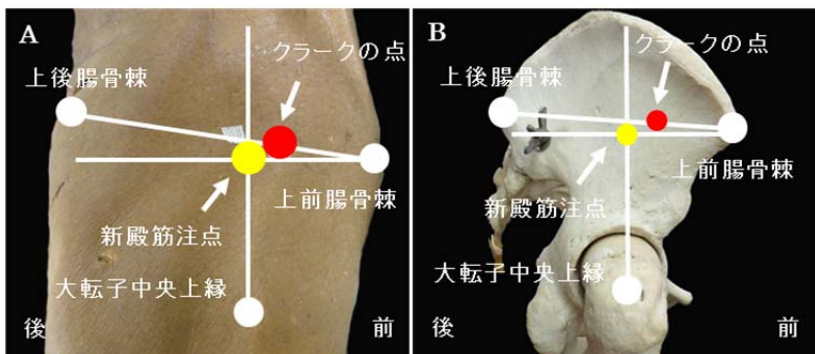 A
クラークの点
上後腸骨棘
上前腸骨棘
新殿筋注点
大転子中央上縁
後
前
B
クラークの点
上後腸骨棘
上前腸骨棘
新殿筋注点
大転子中央上縁
後
前